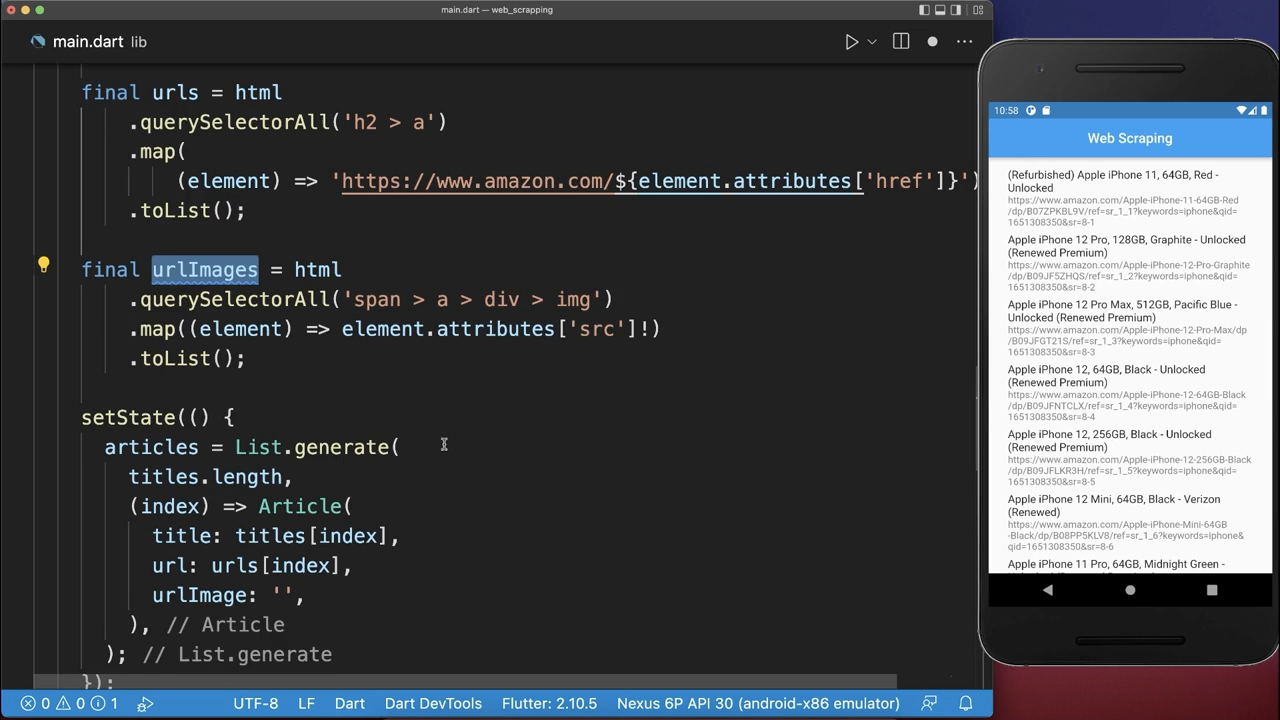 main.dart — web_scrapping
main.dart lib
final urls = html
.querySelectorAll('h2 > a')
.map(
(element) => 'https://www.amazon.com/${element.attributes['href']}')
.toList();
final urlImages = html
.querySelectorAll('span > a > div > img')
.map((element) => element.attributes['src']!)
.toList();
setState(() {
articles = List.generate(
titles.length,
(index) => Article(
title: titles[index],
url: urls[index],
urlImage: '',
), // Article
); // List.generate
});
0 0 1 UTF-8 LF Dart Dart DevTools Flutter: 2.10.5 Nexus 6P API 30 (android-x86 emulator)
10:58
Web Scraping
(Refurbished) Apple iPhone 11, 64GB, Red -
Unlocked
https://www.amazon.com/Apple-iPhone-11-64GB-Red
/dp/B07ZPKBL9V/ref=sr_1_1?keywords=iphone&qid=
1651308350&sr=8-1
Apple iPhone 12 Pro, 128GB, Graphite - Unlocked
(Renewed Premium)
https://www.amazon.com/Apple-iPhone-12-Pro-Graphite
/dp/B09JF5ZHQS/ref=sr_1_2?keywords=iphone&qid=
1651308350&sr=8-2
Apple iPhone 12 Pro Max, 512GB, Pacific Blue -
Unlocked (Renewed Premium)
https://www.amazon.com/Apple-iPhone-12-Pro-Max/dp
/B09JFGT21S/ref=sr_1_3?keywords=iphone&qid=
1651308350&sr=8-3
Apple iPhone 12, 64GB, Black - Unlocked
(Renewed Premium)
https://www.amazon.com/Apple-iPhone-12-64GB-Black
/dp/B09JFNTCLX/ref=sr_1_4?keywords=iphone&qid=
1651308350&sr=8-4
Apple iPhone 12, 256GB, Black - Unlocked
(Renewed Premium)
https://www.amazon.com/Apple-iPhone-12-256GB-Black
/dp/B09JFLKR3H/ref=sr_1_5?keywords=iphone&qid=
1651308350&sr=8-5
Apple iPhone 12 Mini, 64GB, Black - Verizon
(Renewed)
https://www.amazon.com/Apple-iPhone-Mini-64GB
-Black/dp/B08PP5KLV8/ref=sr_1_6?keywords=iphone&
qid=1651308350&sr=8-6
Apple iPhone 11 Pro, 64GB, Midnight Green -